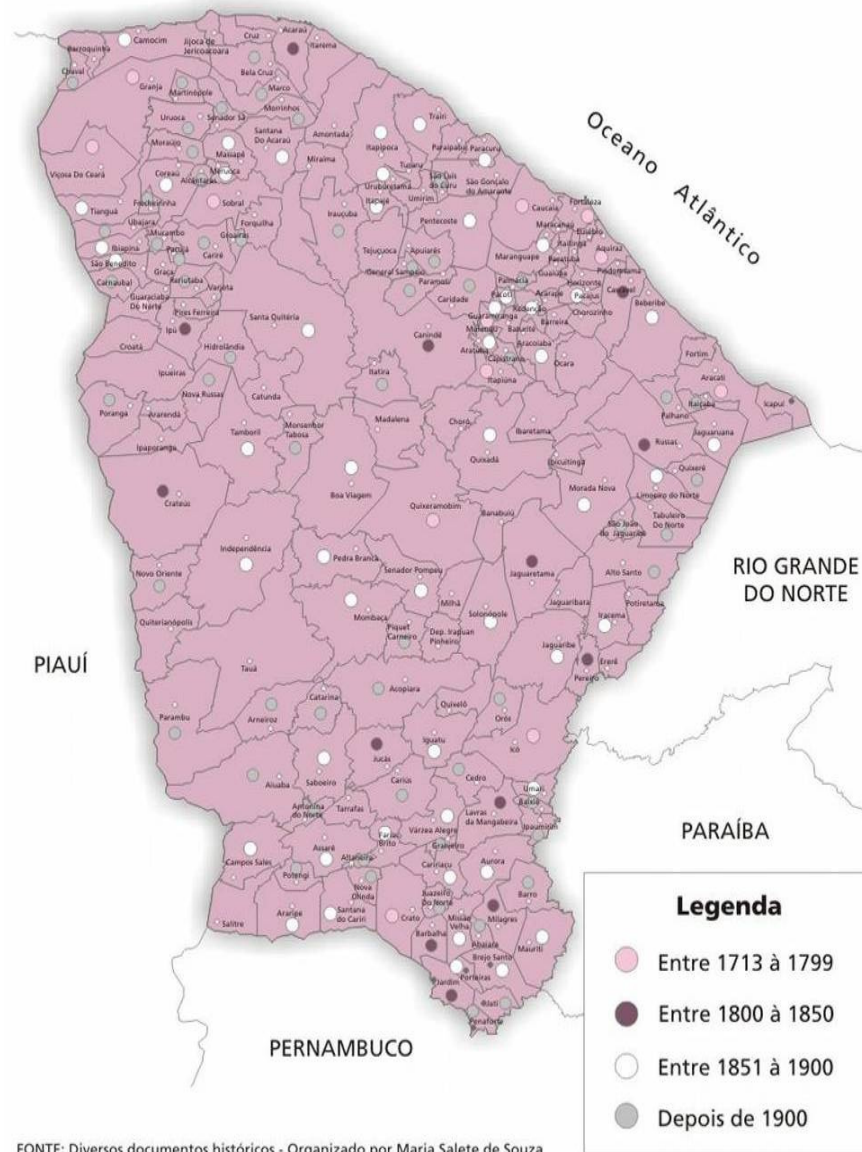 Acaraú
Cruz
Itarema
Camocim
Jijoca de
Jericoacoara
Barroquinha
Chaval
Bela Cruz
Granja
Martinópole
Marco
Morrinhos
Uruoca
Senador Sá
Santana
Do Acaraú
Amontada
Trairi
Itapipoca
Paraipaba
Paracuru
Oceano Atlântico
Moraújo
Massapê
Miraíma
Tururu
Viçosa Do Ceará
Coreaú
Alcântaras
Meruoca
Uruburetama
São Luís
do Curu
São Gonçalo
do Amarante
Itapajé
Umirim
Tianguá
Frecheirinha
Sobral
Irauçuba
Pentecoste
Caucaia
Fortaleza
Ubajara
Mucambo
Forquilha
Groaíras
Maracanaú
Eusébio
Itaitinga
Aquiraz
Ibiapina
Pacujá
Cariré
Tejuçuoca
Apuiarés
Maranguape
Pacatuba
São Benedito
Graça
General Sampaio
Guaiúba
Pindoretama
Carnaubal
Reriutaba
Varjota
Paramoti
Palmácia
Horizonte
Cascavel
Guaraciaba
Do Norte
Pires Ferreira
Caridade
Pacoti
Acarape
Pacajus
Beberibe
Ipú
Santa Quitéria
Guaramiranga
Redenção
Chorozinho
Mulungu
Baturité
Barreira
Croatá
Hidrolândia
Canindé
Aratuba
Aracoiaba
Capistrano
Fortim
Ipueiras
Itatira
Itapiúna
Ocara
Nova Russas
Catunda
Aracati
Icapuí
Poranga
Ararendá
Itaiçaba
Palhano
Tamboril
Monsenhor
Tabosa
Madalena
Choró
Ibaretama
Jaguaruana
Ipaporanga
Russas
Quixadá
Ibicuitinga
Quixeré
Crateús
Boa Viagem
Morada Nova
Limoeiro do Norte
Quixeramobim
Banabuiú
São João
do Jaguaribe
Tabuleiro
Do Norte
Independência
Pedra Branca
RIO GRANDE
DO NORTE
Novo Oriente
Senador Pompeu
Jaguaretama
Alto Santo
Milhã
Jaguaribara
Potiretama
Quiterianópolis
Mombaça
Solonópole
Iracema
Piquet
Carneiro
Dep. Irapuan
Pinheiro
PIAUÍ
Jaguaribe
Tauá
Ereré
Pereiro
Acopiara
Catarina
Quixelô
Parambu
Arneiroz
Orós
Iguatu
Icó
Jucás
Aiuaba
Saboeiro
Cariús
Cedro
Umari
Baixio
Antonina
do Norte
Tarrafas
Lavras
da Mangabeira
Ipaumirim
PARAÍBA
Farias
Brito
Várzea Alegre
Granjeiro
Campos Sales
Assaré
Altaneira
Caririaçu
Aurora
Potengi
Nova
Olinda
Juazeiro
Do Norte
Barro
Salitre
Araripe
Santana
do Cariri
Crato
Missão
Velha
Milagres
Barbalha
Abaiara
Mauriti
Brejo Santo
Porteiras
Jardim
Jati
Penaforte
PERNAMBUCO
Legenda
Entre 1713 à 1799
Entre 1800 à 1850
Entre 1851 à 1900
Depois de 1900
FONTE: Diversos documentos históricos - Organizado por Maria Salete de Souza